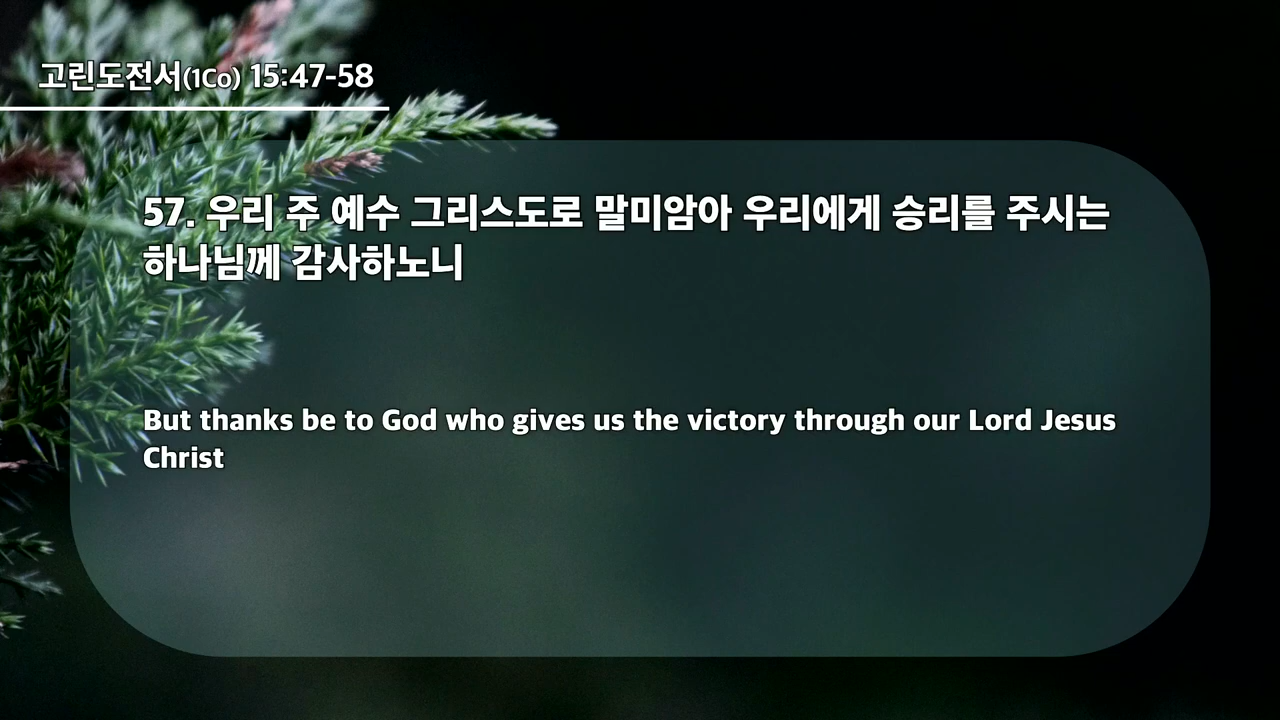 고린도전서(1Co) 15:47-58
57. 우리 주 예수 그리스도로 말미암아 우리에게 승리를 주시는
하나님께 감사하노니
But thanks be to God who gives us the victory through our Lord Jesus
Christ